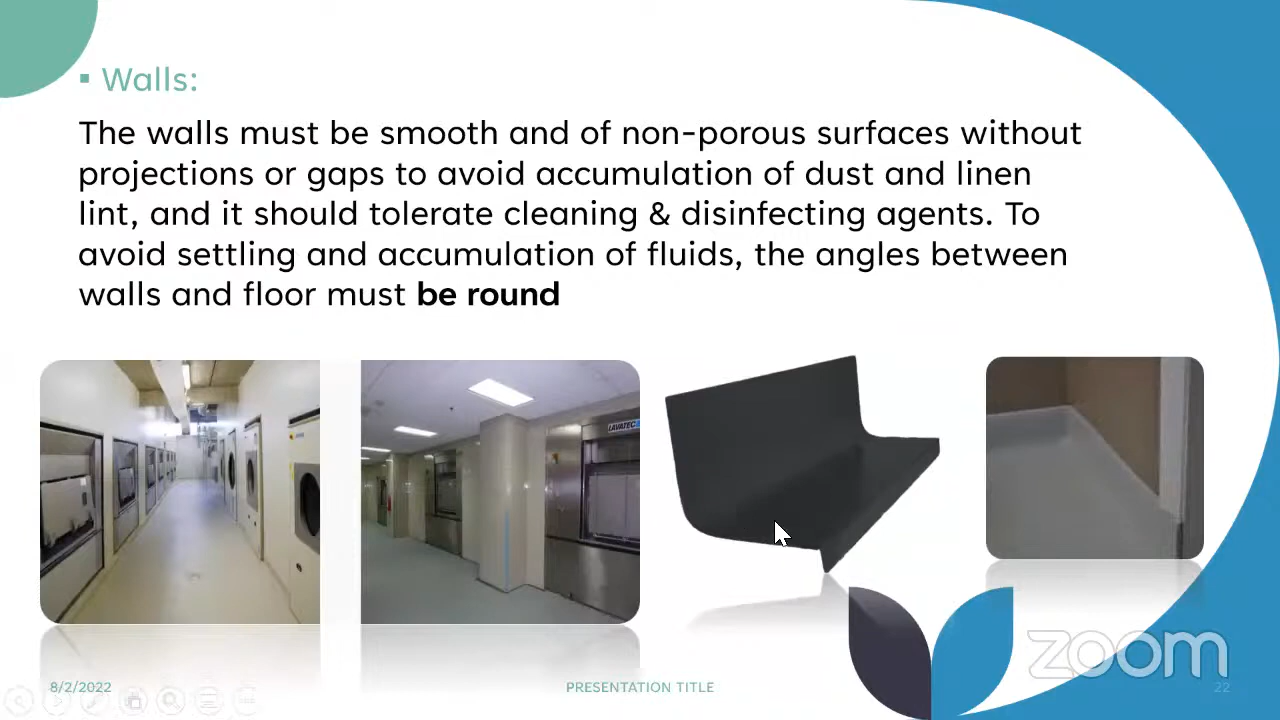 ▪ Walls:
The walls must be smooth and of non-porous surfaces without
projections or gaps to avoid accumulation of dust and linen
lint, and it should tolerate cleaning & disinfecting agents. To
avoid settling and accumulation of fluids, the angles between
walls and floor must be round
LAVATEC
8/2/2022
PRESENTATION TITLE
zoom
22